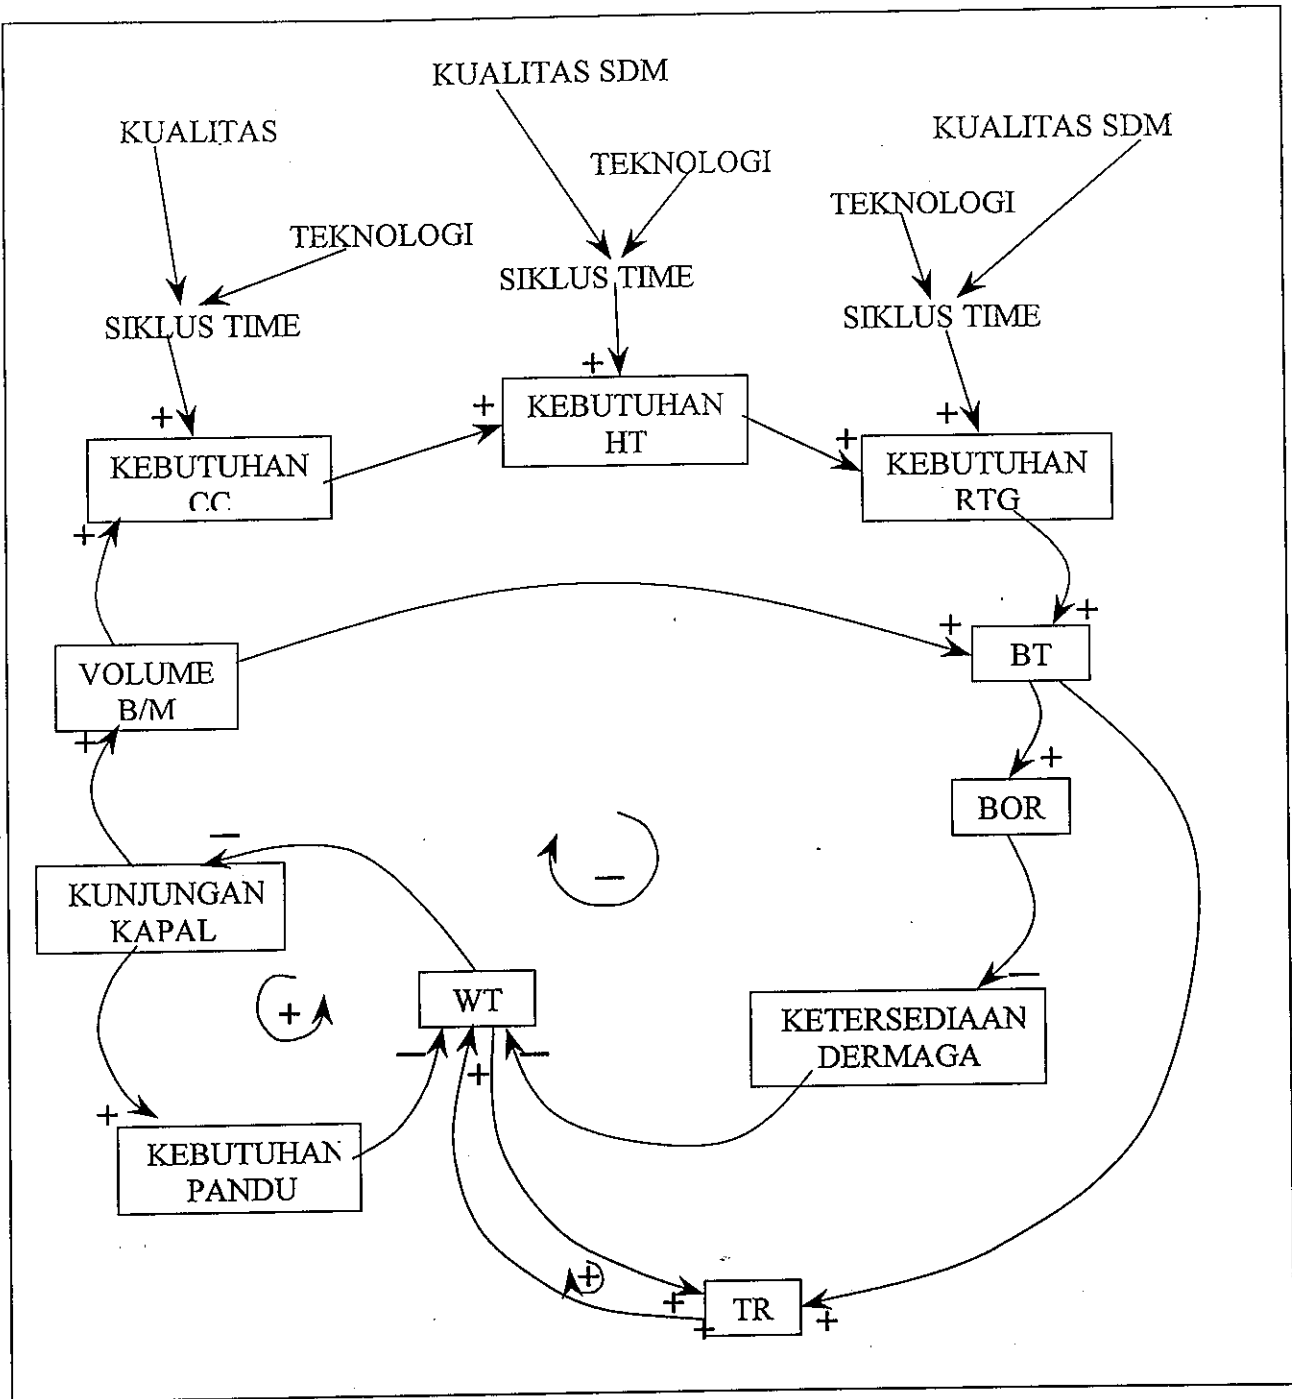 KUALITAS SDM
KUALITAS
KUALITAS SDM
TEKNOLOGI
TEKNOLOGI
TEKNOLOGI
SIKLUS TIME
SIKLUS TIME
SIKLUS TIME
+
+
+
KEBUTUHAN
CC
+
KEBUTUHAN
HT
+
KEBUTUHAN
RTG
+
+
+
VOLUME
B/M
BT
+
+
BOR
−
−
KUNJUNGAN
KAPAL
+
WT
−
KETERSEDIAAN
DERMAGA
−
+
−
+
KEBUTUHAN
PANDU
+
+
+
TR
+